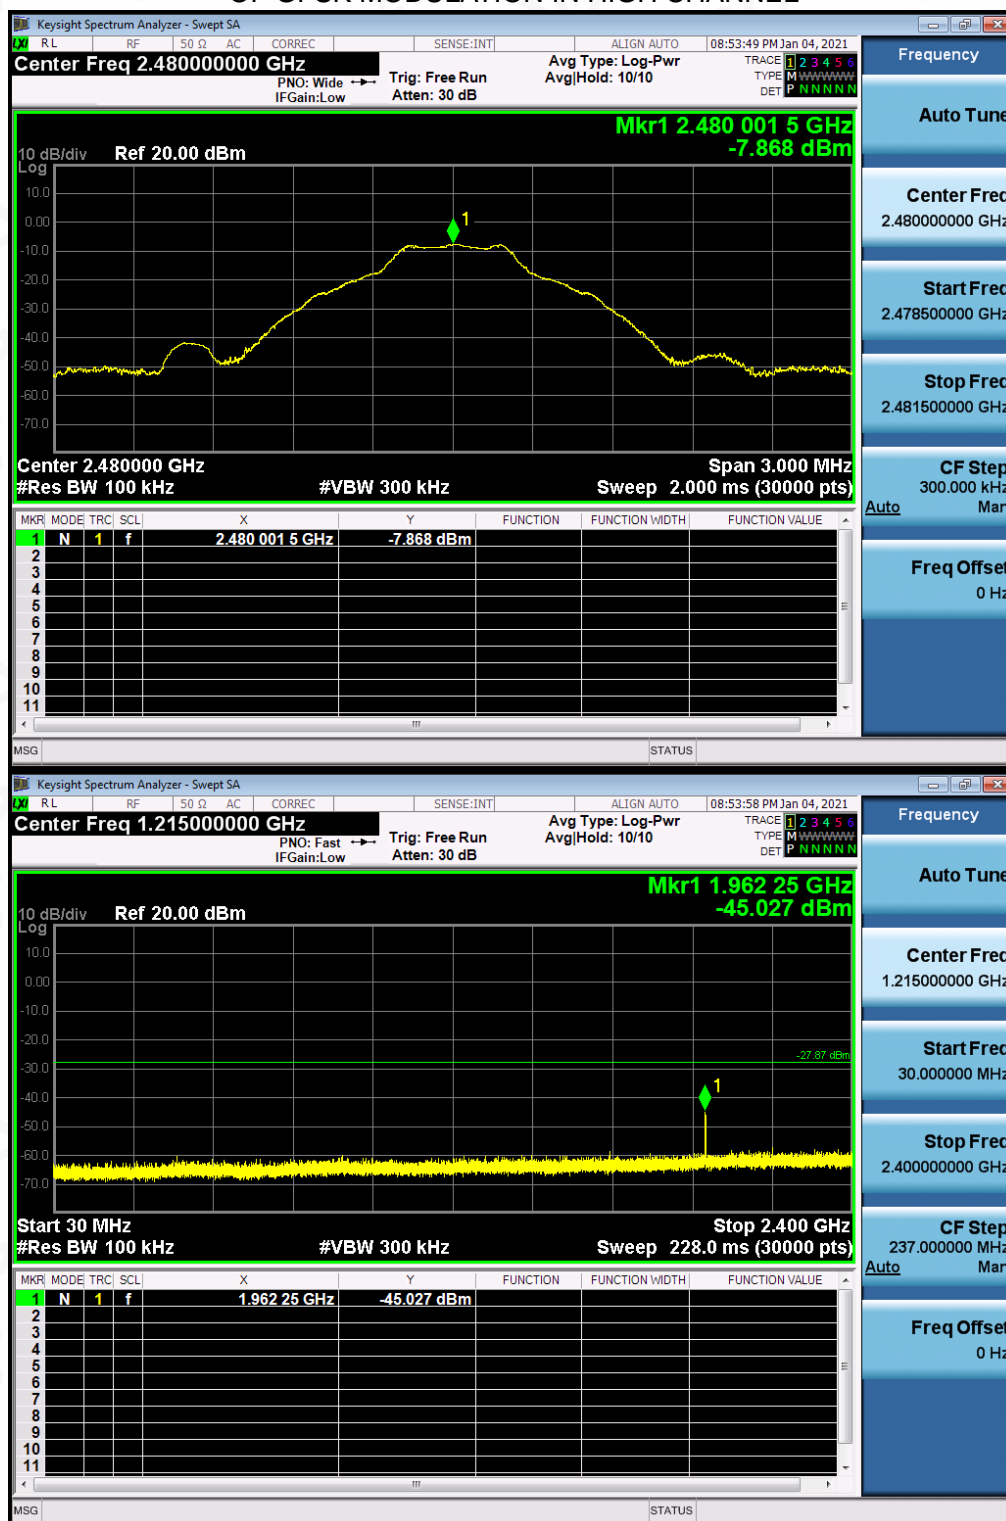 Keysight Spectrum Analyzer - Swept SA
LXI RL RF 50 Ω AC CORREC SENSE:INT ALIGN AUTO 08:53:49 PM Jan 04, 2021
Center Freq 2.480000000 GHz
PNO: Wide
IFGain:Low
Trig: Free Run
Atten: 30 dB
Avg Type: Log-Pwr
Avg|Hold: 10/10
TRACE 1 2 3 4 5 6
TYPE M WWWWW
DET P N N N N N
Mkr1 2.480 001 5 GHz
-7.868 dBm
10 dB/div Ref 20.00 dBm
Log
10.0
0.00
-10.0
-20.0
-30.0
-40.0
-50.0
-60.0
-70.0
1
Center 2.480000 GHz Span 3.000 MHz
#Res BW 100 kHz #VBW 300 kHz Sweep 2.000 ms (30000 pts)
MKR MODE TRC SCL X Y FUNCTION FUNCTION WIDTH FUNCTION VALUE
1 N 1 f 2.480 001 5 GHz -7.868 dBm
2
3
4
5
6
7
8
9
10
11
MSG STATUS
Frequency
Auto Tune
Center Freq
2.480000000 GHz
Start Freq
2.478500000 GHz
Stop Freq
2.481500000 GHz
CF Step
300.000 kHz
Auto Man
Freq Offset
0 Hz
Keysight Spectrum Analyzer - Swept SA
LXI RL RF 50 Ω AC CORREC SENSE:INT ALIGN AUTO 08:53:58 PM Jan 04, 2021
Center Freq 1.215000000 GHz
PNO: Fast
IFGain:Low
Trig: Free Run
Atten: 30 dB
Avg Type: Log-Pwr
Avg|Hold: 10/10
TRACE 1 2 3 4 5 6
TYPE M WWWWW
DET P N N N N N
Mkr1 1.962 25 GHz
-45.027 dBm
10 dB/div Ref 20.00 dBm
Log
10.0
0.00
-10.0
-20.0
-27.87 dBm
-30.0
-40.0
-50.0
-60.0
-70.0
1
Start 30 MHz Stop 2.400 GHz
#Res BW 100 kHz #VBW 300 kHz Sweep 228.0 ms (30000 pts)
MKR MODE TRC SCL X Y FUNCTION FUNCTION WIDTH FUNCTION VALUE
1 N 1 f 1.962 25 GHz -45.027 dBm
2
3
4
5
6
7
8
9
10
11
MSG STATUS
Frequency
Auto Tune
Center Freq
1.215000000 GHz
Start Freq
30.000000 MHz
Stop Freq
2.400000000 GHz
CF Step
237.000000 MHz
Auto Man
Freq Offset
0 Hz